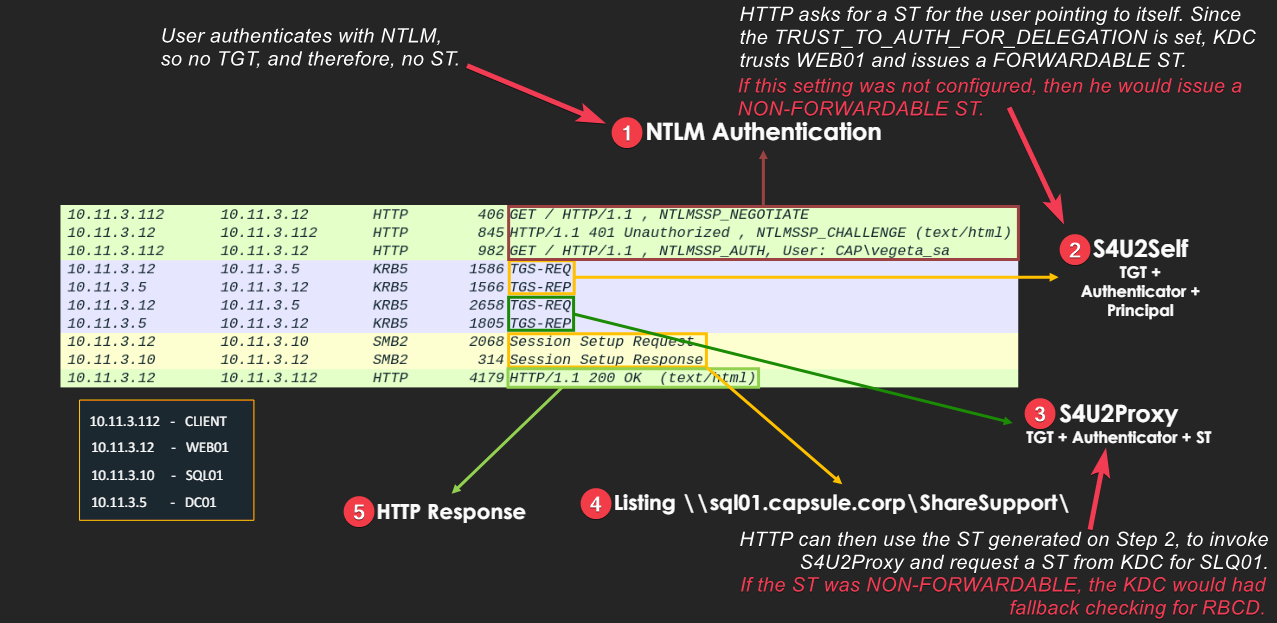 User authenticates with NTLM,
so no TGT, and therefore, no ST.
HTTP asks for a ST for the user pointing to itself. Since
the TRUST_TO_AUTH_FOR_DELEGATION is set, KDC
trusts WEB01 and issues a FORWARDABLE ST.
If this setting was not configured, then he would issue a
NON-FORWARDABLE ST.
1 NTLM Authentication
10.11.3.112 10.11.3.12 HTTP 406 GET / HTTP/1.1 , NTLMSSP_NEGOTIATE
10.11.3.12 10.11.3.112 HTTP 845 HTTP/1.1 401 Unauthorized , NTLMSSP_CHALLENGE (text/html)
10.11.3.112 10.11.3.12 HTTP 982 GET / HTTP/1.1 , NTLMSSP_AUTH, User: CAP\vegeta_sa
10.11.3.12 10.11.3.5 KRB5 1586 TGS-REQ
10.11.3.5 10.11.3.12 KRB5 1566 TGS-REP
10.11.3.12 10.11.3.5 KRB5 2658 TGS-REQ
10.11.3.5 10.11.3.12 KRB5 1805 TGS-REP
10.11.3.12 10.11.3.10 SMB2 2068 Session Setup Request
10.11.3.10 10.11.3.12 SMB2 314 Session Setup Response
10.11.3.12 10.11.3.112 HTTP 4179 HTTP/1.1 200 OK (text/html)
2 S4U2Self
TGT +
Authenticator +
Principal
10.11.3.112 - CLIENT
10.11.3.12 - WEB01
10.11.3.10 - SQL01
10.11.3.5 - DC01
3 S4U2Proxy
TGT + Authenticator + ST
5 HTTP Response
4 Listing \\sql01.capsule.corp\ShareSupport\
HTTP can then use the ST generated on Step 2, to invoke
S4U2Proxy and request a ST from KDC for SLQ01.
If the ST was NON-FORWARDABLE, the KDC would had
fallback checking for RBCD.